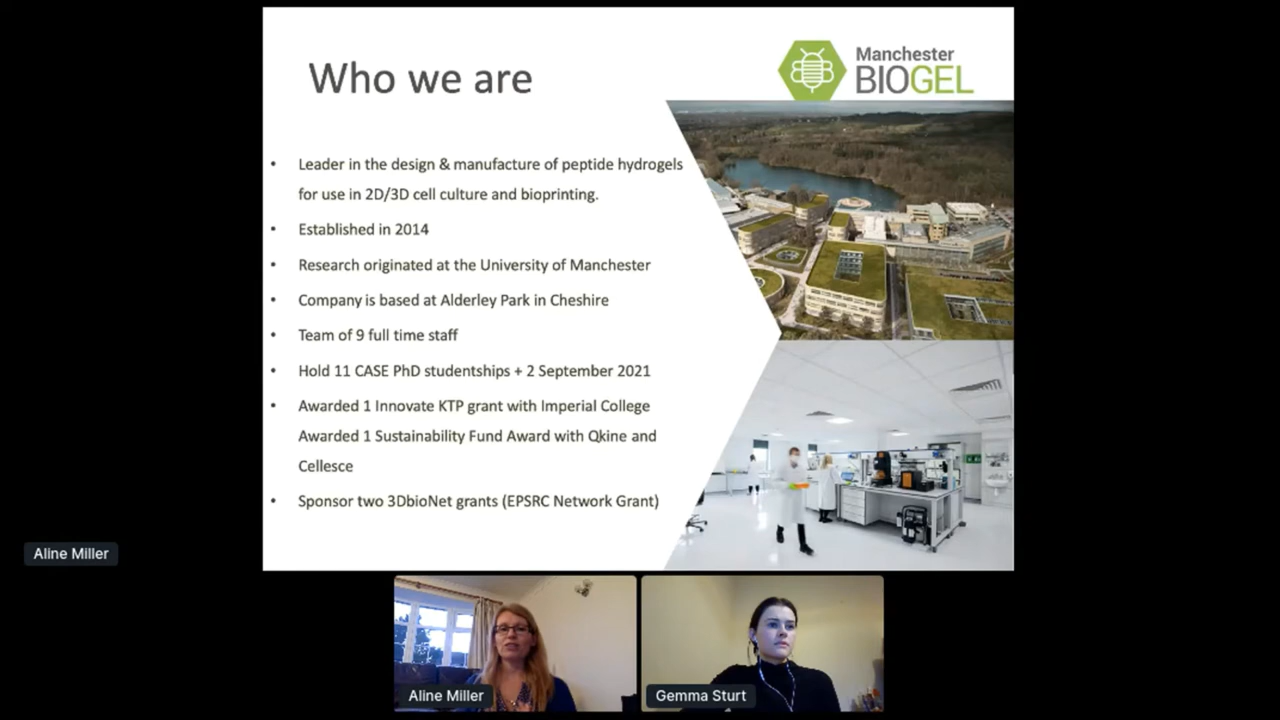 Who we are
Manchester
BIOGEL
• Leader in the design & manufacture of peptide hydrogels
for use in 2D/3D cell culture and bioprinting.
• Established in 2014
• Research originated at the University of Manchester
• Company is based at Alderley Park in Cheshire
• Team of 9 full time staff
• Hold 11 CASE PhD studentships + 2 September 2021
• Awarded 1 Innovate KTP grant with Imperial College
Awarded 1 Sustainability Fund Award with Qkine and
Cellesce
• Sponsor two 3DbioNet grants (EPSRC Network Grant)
Aline Miller
Aline Miller
Gemma Sturt